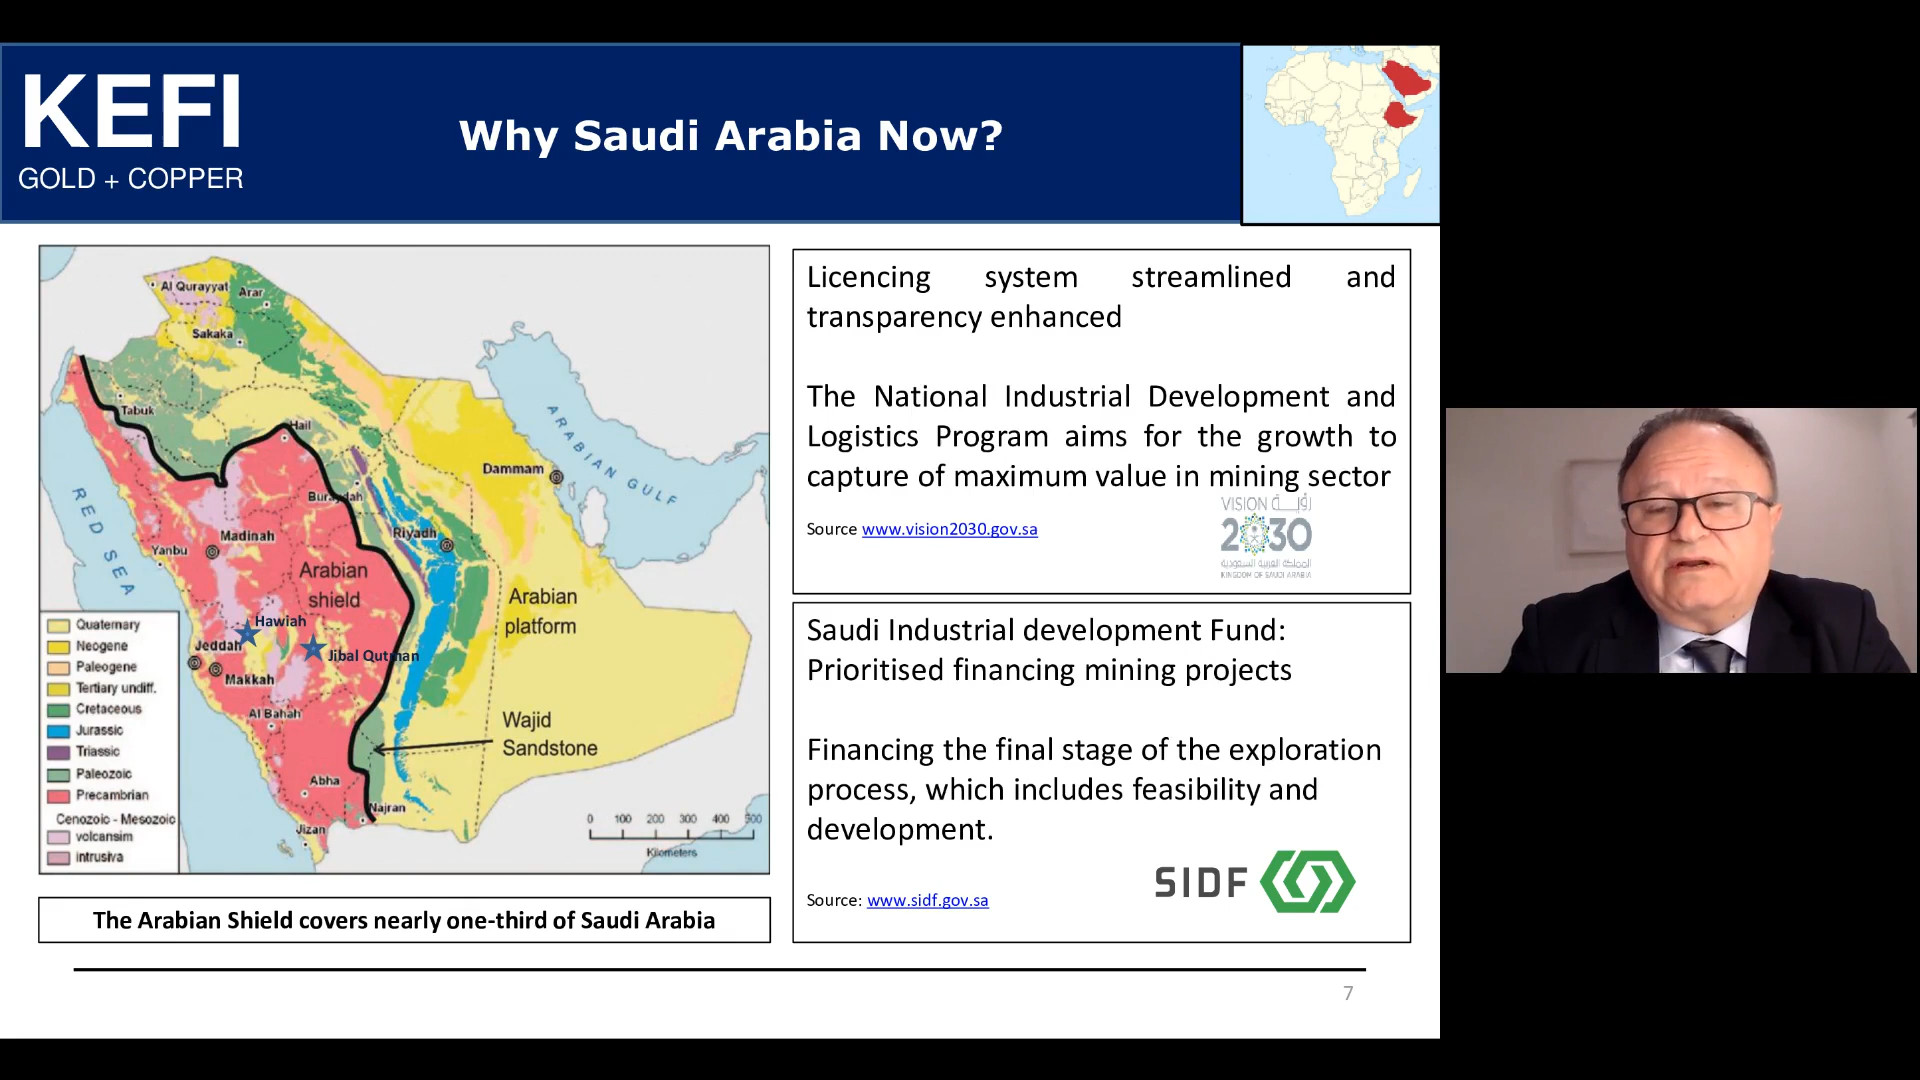 KEFI
GOLD + COPPER
Why Saudi Arabia Now?
Al Qurayyat
Arar
Sakaka
Tabuk
Hail
Buraydah
Dammam
ARABIAN GULF
RED SEA
Riyadh
Madinah
Yanbu
Arabian
shield
Arabian
platform
Hawiah
Jeddah
Jibal Qutman
Makkah
Al Bahah
Wajid
Sandstone
Abha
Najran
Jizan
0 100 200 300 400 500
Kilometers
Quaternary
Neogene
Paleogene
Tertiary undiff.
Cretaceous
Jurassic
Triassic
Paleozoic
Precambrian
Cenozoic - Mesozoic
volcansim
intrusiva
The Arabian Shield covers nearly one-third of Saudi Arabia
Licencing system streamlined and
transparency enhanced
The National Industrial Development and
Logistics Program aims for the growth to
capture of maximum value in mining sector
Source www.vision2030.gov.sa
VISION رؤية
2030
المملكة العربية السعودية
KINGDOM OF SAUDI ARABIA
Saudi Industrial development Fund:
Prioritised financing mining projects
Financing the final stage of the exploration
process, which includes feasibility and
development.
Source: www.sidf.gov.sa
SIDF
7